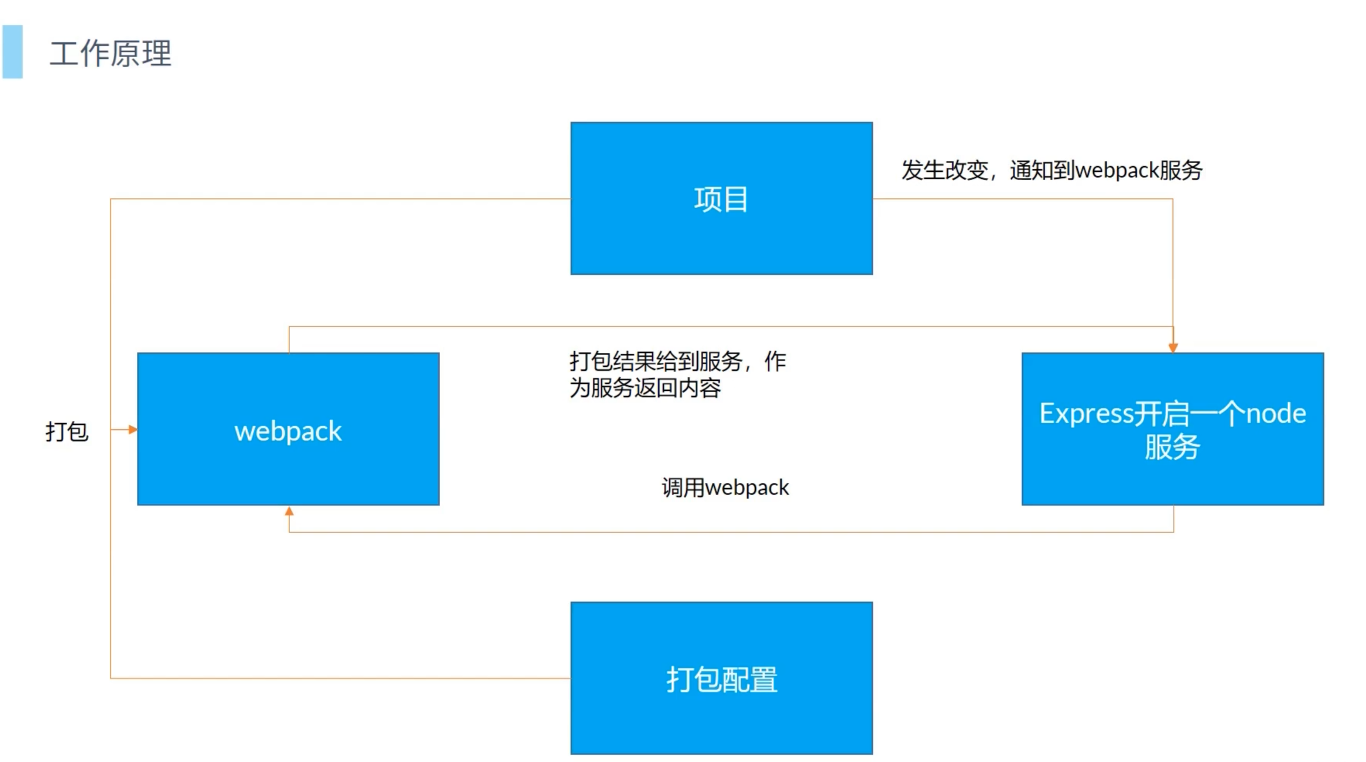 工作原理
项目
发生改变，通知到webpack服务
打包结果给到服务，作
为服务返回内容
打包
webpack
Express开启一个node
服务
调用webpack
打包配置